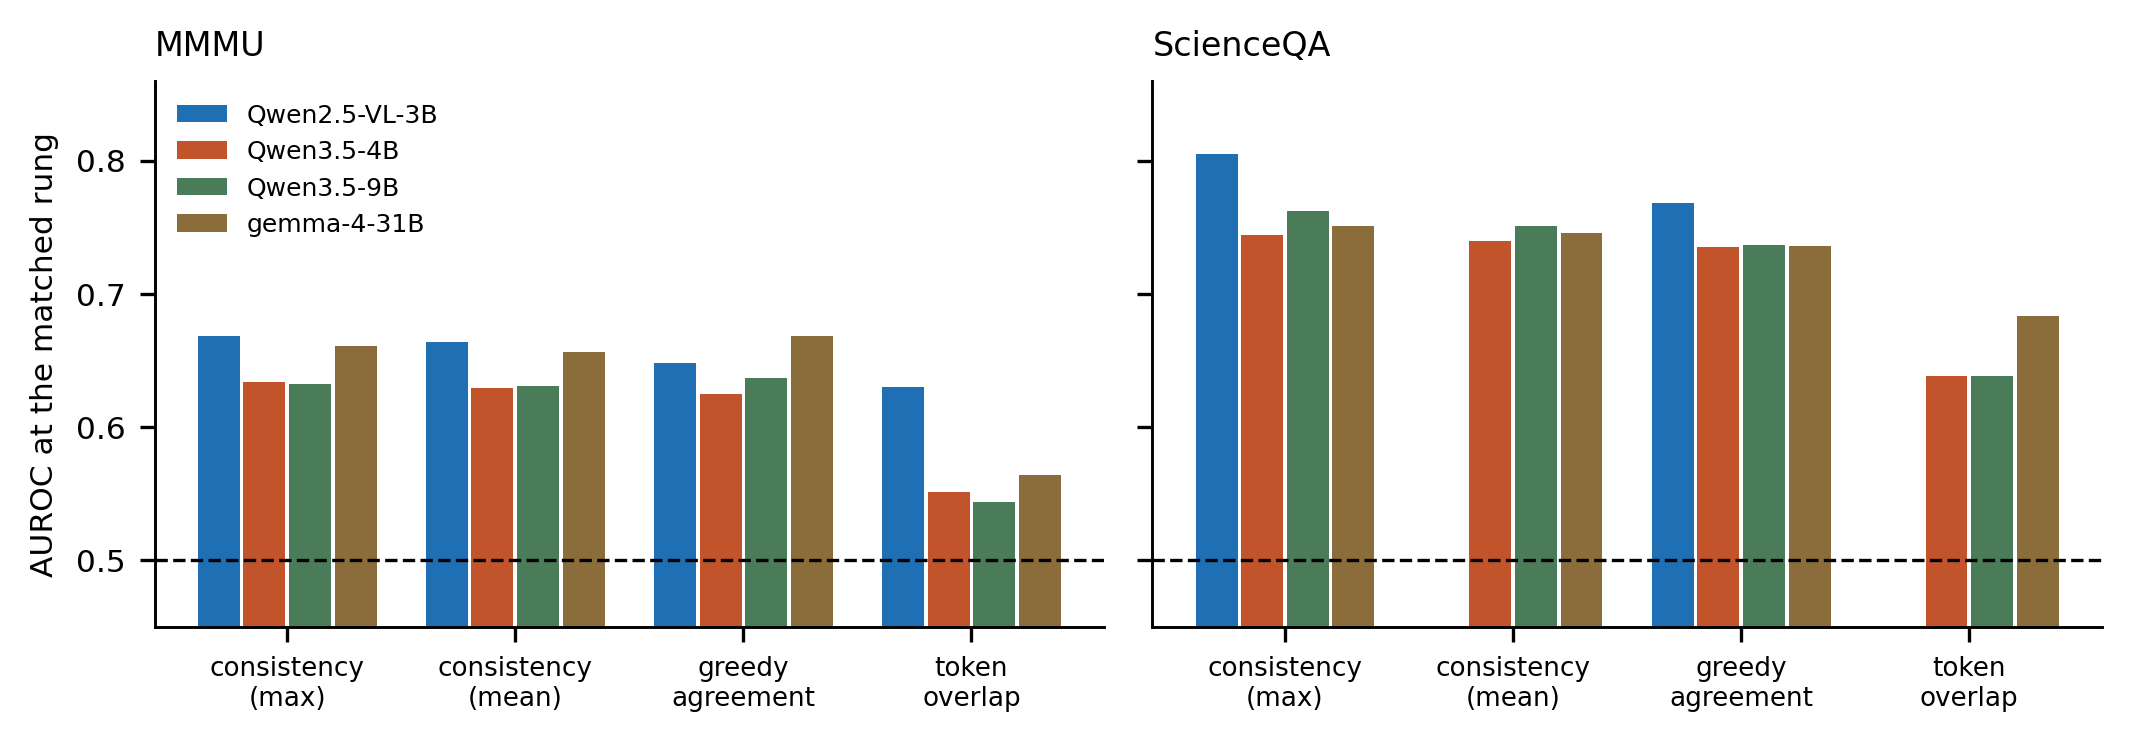 MMMU
ScienceQA
AUROC at the matched rung
0.8
0.7
0.6
0.5
Qwen2.5-VL-3B
Qwen3.5-4B
Qwen3.5-9B
gemma-4-31B
consistency
(max)
consistency
(mean)
greedy
agreement
token
overlap
consistency
(max)
consistency
(mean)
greedy
agreement
token
overlap